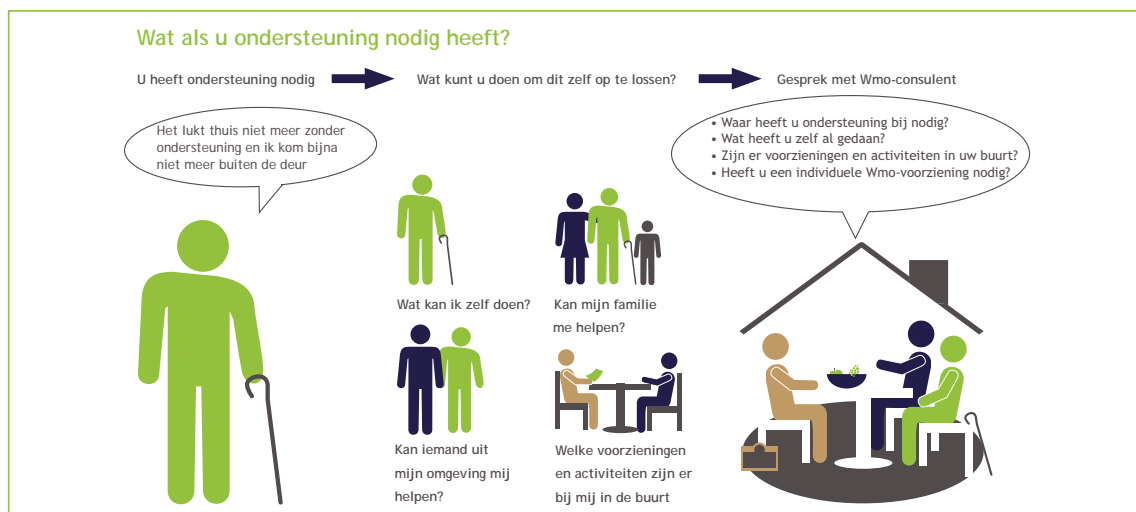 Wat als u ondersteuning nodig heeft?
U heeft ondersteuning nodig
Wat kunt u doen om dit zelf op te lossen?
Gesprek met Wmo-consulent
Het lukt thuis niet meer zonder
ondersteuning en ik kom bijna
niet meer buiten de deur
• Waar heeft u ondersteuning bij nodig?
• Wat heeft u zelf al gedaan?
• Zijn er voorzieningen en activiteiten in uw buurt?
• Heeft u een individuele Wmo-voorziening nodig?
Wat kan ik zelf doen?
Kan mijn familie
me helpen?
Kan iemand uit
mijn omgeving mij
helpen?
Welke voorzieningen
en activiteiten zijn er
bij mij in de buurt